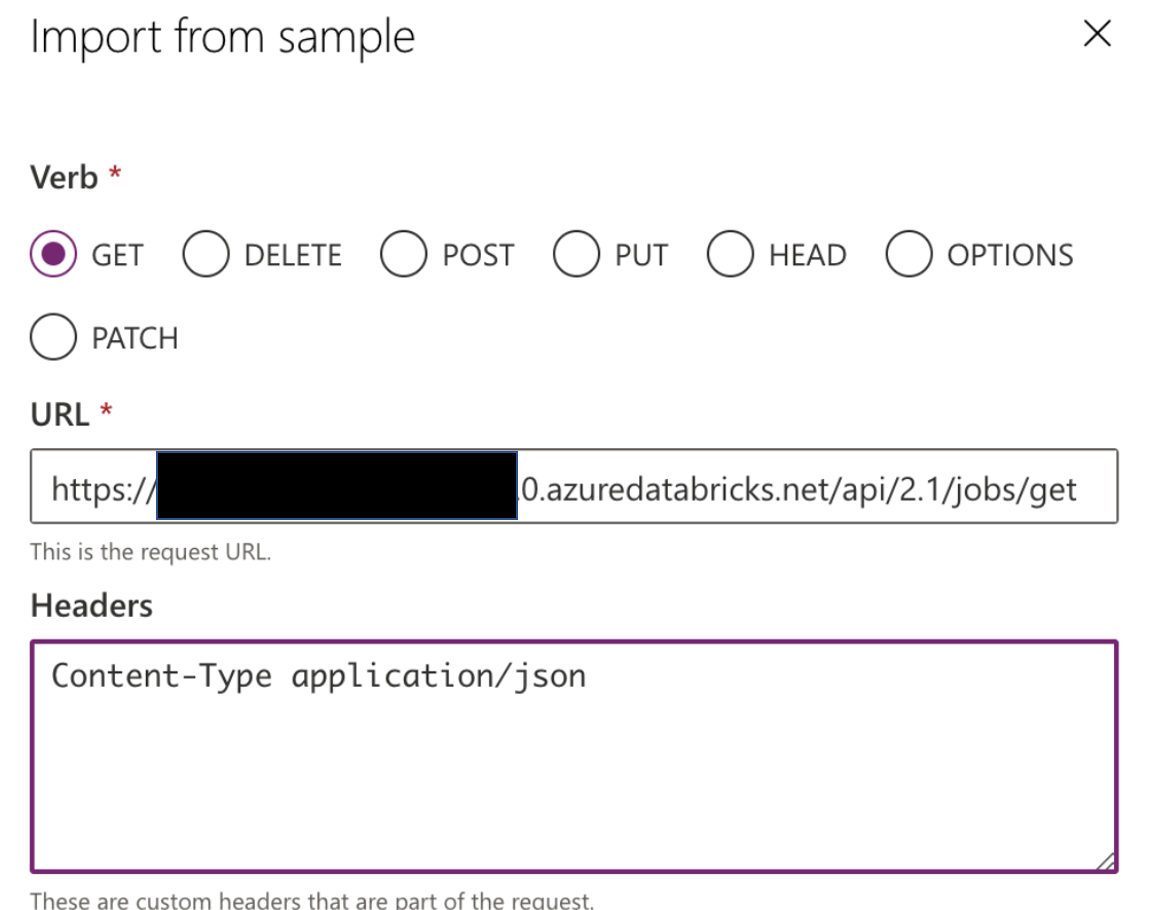 Import from sample
Verb *
GET DELETE POST PUT HEAD OPTIONS
PATCH
URL *
https:// .0.azuredatabricks.net/api/2.1/jobs/get
This is the request URL.
Headers
Content-Type application/json
These are custom headers that are part of the request.